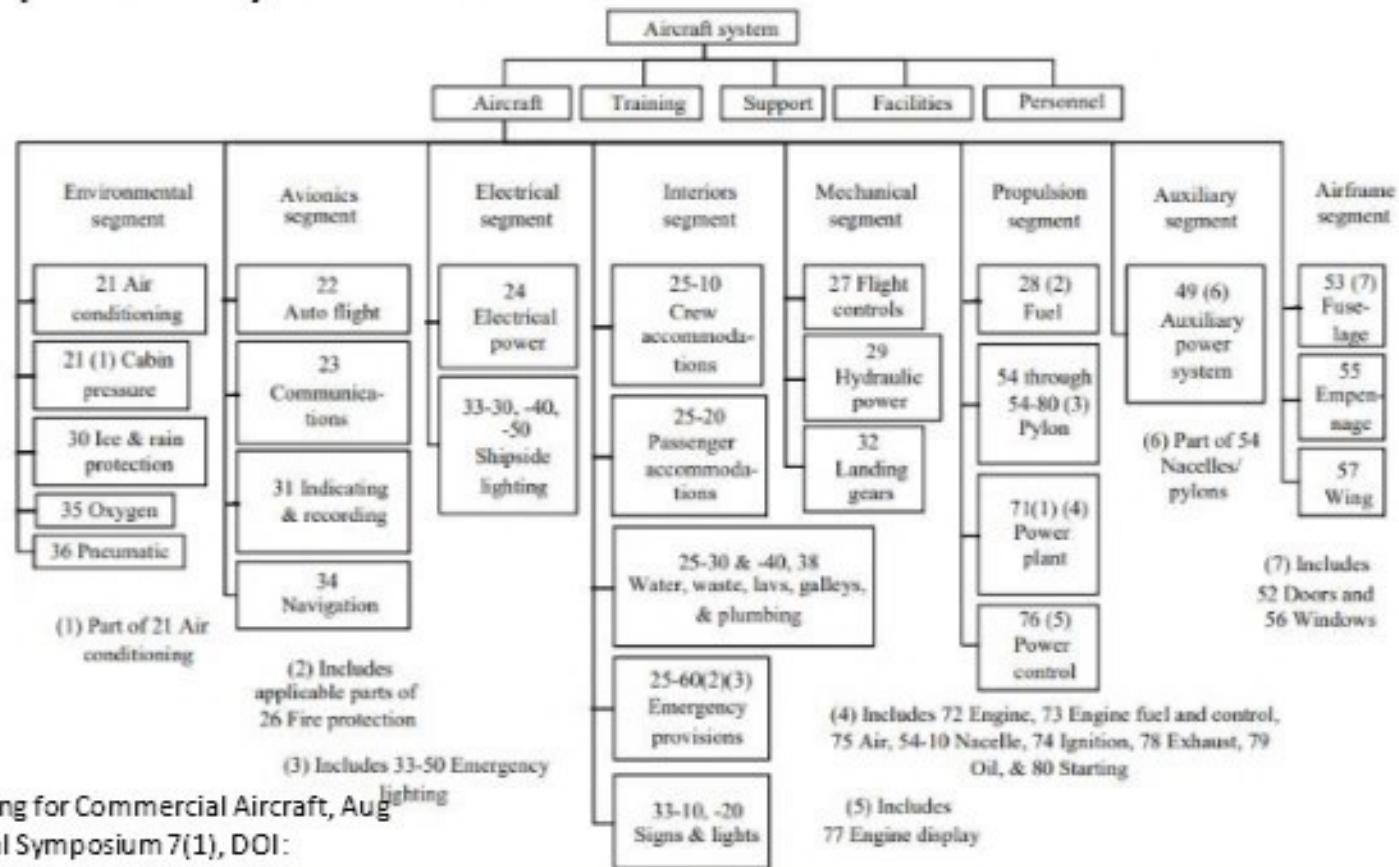 Aircraft system
Aircraft
Training
Support
Facilities
Personnel
Environmental
segment
21 Air
conditioning
21 (1) Cabin
pressure
30 Ice & rain
protection
35 Oxygen
36 Pneumatic
(1) Part of 21 Air
conditioning
Avionics
segment
22
Auto flight
23
Communica-
tions
31 Indicating
& recording
34
Navigation
(2) Includes
applicable parts of
26 Fire protection
(3) Includes 33-50 Emergency
lighting
Electrical
segment
24
Electrical
power
33-30, -40,
-50
Shipside
lighting
Interiors
segment
25-10
Crew
accommoda-
tions
25-20
Passenger
accommoda-
tions
25-30 & -40, 38
Water, waste, lavs, galleys,
& plumbing
25-60(2)(3)
Emergency
provisions
33-10, -20
Signs & lights
Mechanical
segment
27 Flight
controls
29
Hydraulic
power
32
Landing
gears
Propulsion
segment
28 (2)
Fuel
54 through
54-80 (3)
Pylon
71(1) (4)
Power
plant
76 (5)
Power
control
(4) Includes 72 Engine, 73 Engine fuel and control,
75 Air, 54-10 Nacelle, 74 Ignition, 78 Exhaust, 79
Oil, & 80 Starting
(5) Includes
77 Engine display
Auxiliary
segment
49 (6)
Auxiliary
power
system
(6) Part of 54
Nacelles/
pylons
Airframe
segment
53 (7)
Fuse-
lage
55
Empen-
nage
57
Wing
(7) Includes
52 Doors and
56 Windows
ng for Commercial Aircraft, Aug
al Symposium 7(1), DOI: